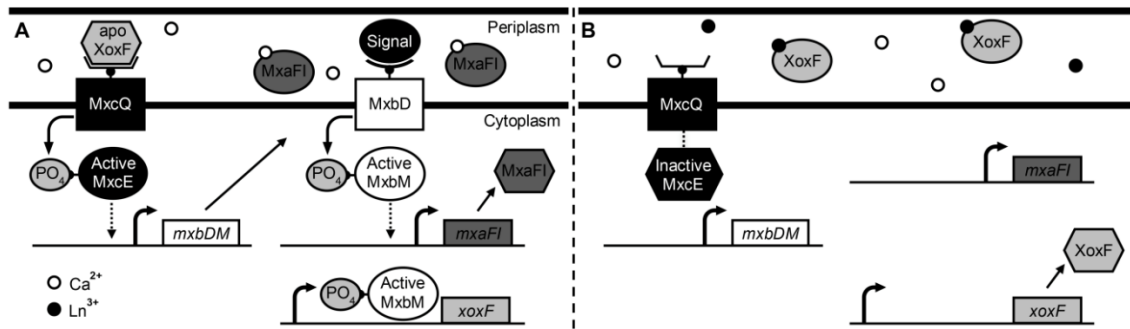 A
Periplasm
apo
XoxF
MxaFI
Signal
MxaFI
MxcQ
MxbD
Cytoplasm
PO4
Active
MxcE
PO4
Active
MxbM
MxaFI
mxbDM
mxaFI
PO4
Active
MxbM
xoxF
Ca2+
Ln3+
B
XoxF
XoxF
MxcQ
Inactive
MxcE
mxaFI
mxbDM
XoxF
xoxF